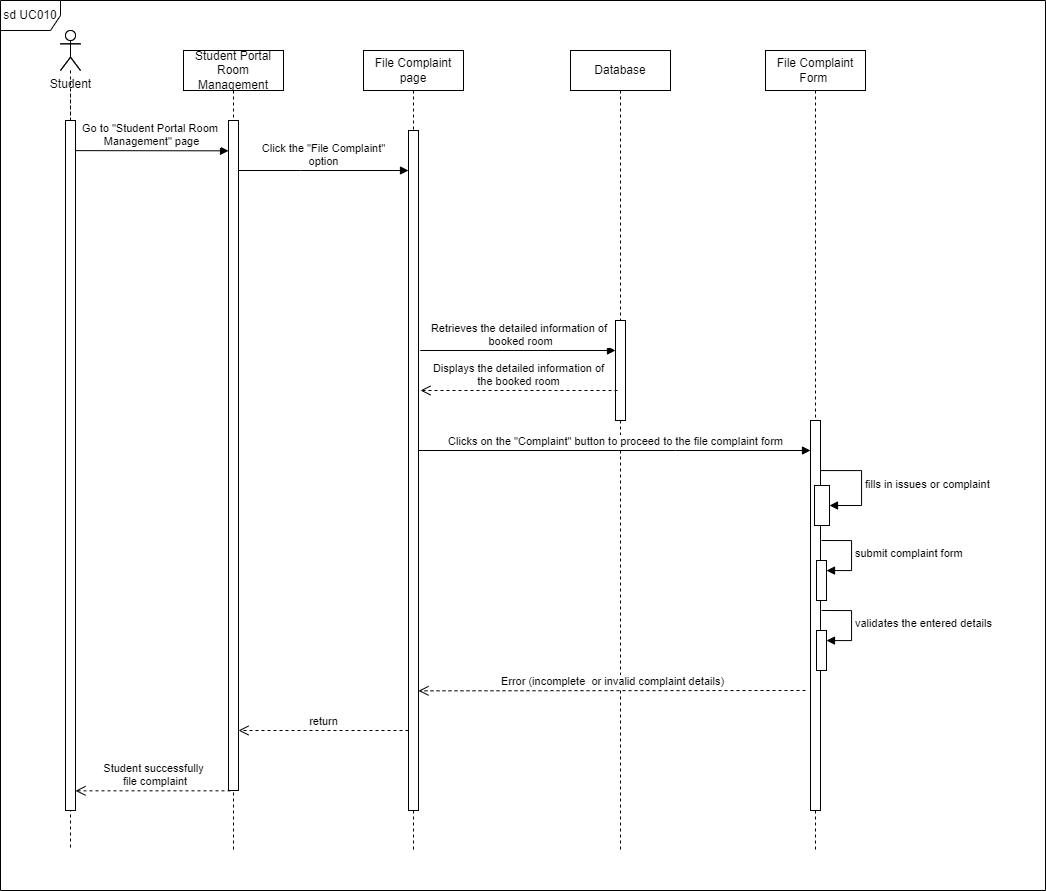 sd UC010
Student
Student Portal
Room
Management
File Complaint
page
Database
File Complaint
Form
Go to "Student Portal Room
Management" page
Click the "File Complaint"
option
Retrieves the detailed information of
booked room
Displays the detailed information of
the booked room
Clicks on the "Complaint" button to proceed to the file complaint form
fills in issues or complaint
submit complaint form
validates the entered details
Error (incomplete  or invalid complaint details)
return
Student successfully
file complaint